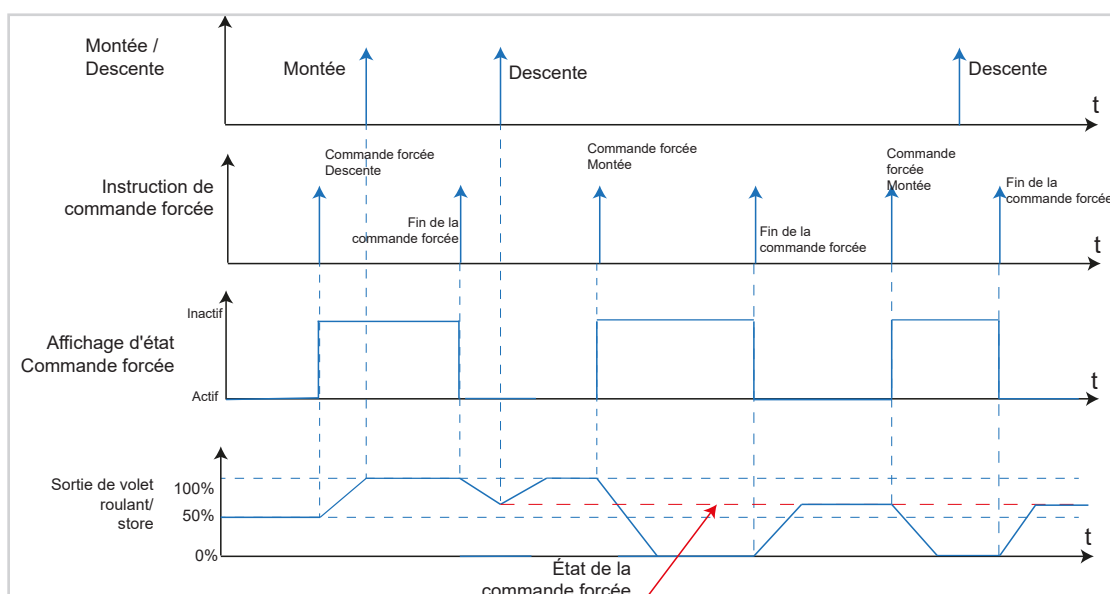 Montée /
Descente
Montée
Descente
Descente
t
Instruction de
commande forcée
Commande forcée
Descente
Fin de la
commande forcée
Commande forcée
Montée
Fin de la
commande forcée
Commande
forcée
Montée
Fin de la
commande forcée
t
Affichage d'état
Commande forcée
Inactif
Actif
t
Sortie de volet
roulant/
store
100%
50%
0%
t
État de la
commande forcée